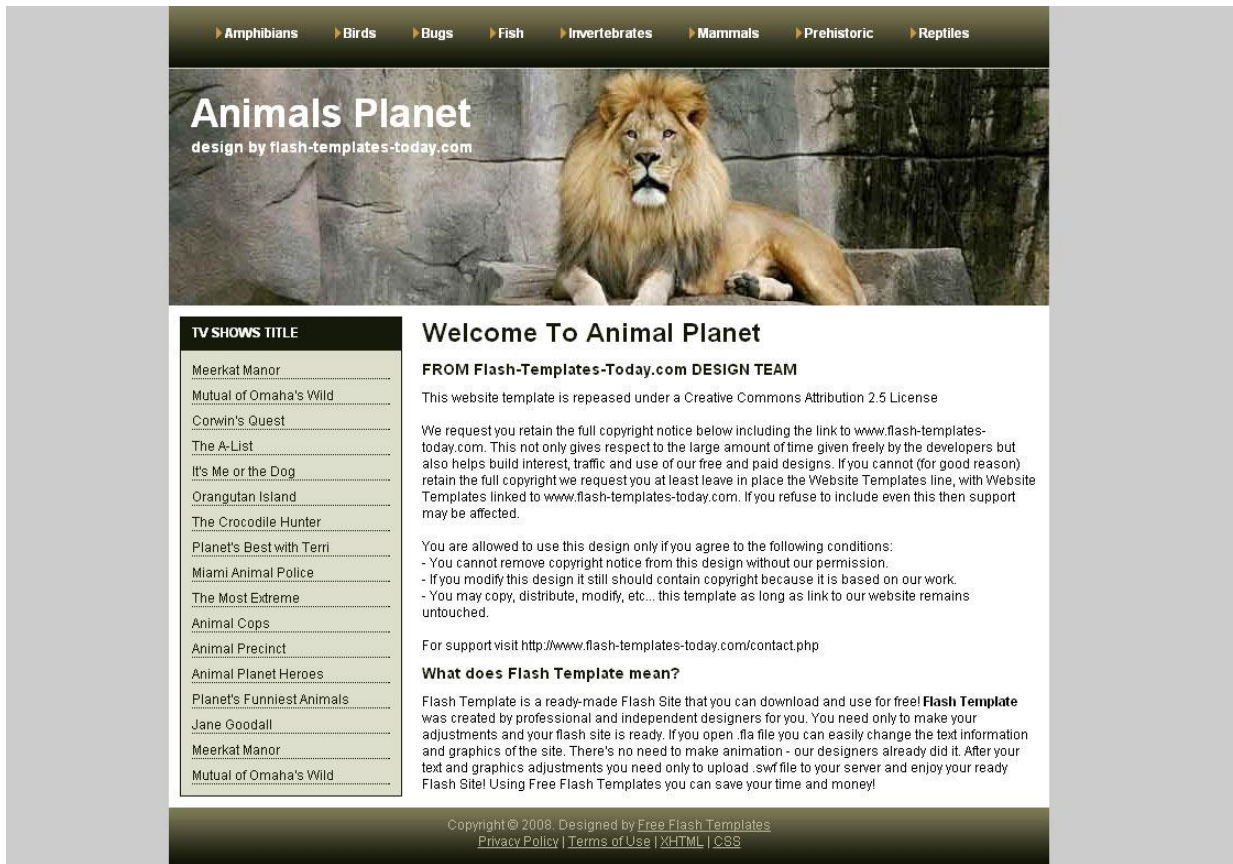 Amphibians Birds Bugs Fish Invertebrates Mammals Prehistoric Reptiles
Animals Planet
design by flash-templates-today.com
TV SHOWS TITLE
Meerkat Manor
Mutual of Omaha's Wild
Corwin's Quest
The A-List
It's Me or the Dog
Orangutan Island
The Crocodile Hunter
Planet's Best with Terri
Miami Animal Police
The Most Extreme
Animal Cops
Animal Precinct
Animal Planet Heroes
Planet's Funniest Animals
Jane Goodall
Meerkat Manor
Mutual of Omaha's Wild
Welcome To Animal Planet
FROM Flash-Templates-Today.com DESIGN TEAM
This website template is repeased under a Creative Commons Attribution 2.5 License
We request you retain the full copyright notice below including the link to www.flash-templates-
today.com. This not only gives respect to the large amount of time given freely by the developers but
also helps build interest, traffic and use of our free and paid designs. If you cannot (for good reason)
retain the full copyright we request you at least leave in place the Website Templates line, with Website
Templates linked to www.flash-templates-today.com. If you refuse to include even this then support
may be affected.
You are allowed to use this design only if you agree to the following conditions:
- You cannot remove copyright notice from this design without our permission.
- If you modify this design it still should contain copyright because it is based on our work.
- You may copy, distribute, modify, etc... this template as long as link to our website remains
untouched.
For support visit http://www.flash-templates-today.com/contact.php
What does Flash Template mean?
Flash Template is a ready-made Flash Site that you can download and use for free! Flash Template
was created by professional and independent designers for you. You need only to make your
adjustments and your flash site is ready. If you open .fla file you can easily change the text information
and graphics of the site. There's no need to make animation - our designers already did it. After your
text and graphics adjustments you need only to upload .swf file to your server and enjoy your ready
Flash Site! Using Free Flash Templates you can save your time and money!
Copyright © 2008. Designed by Free Flash Templates
Privacy Policy | Terms of Use | XHTML | CSS